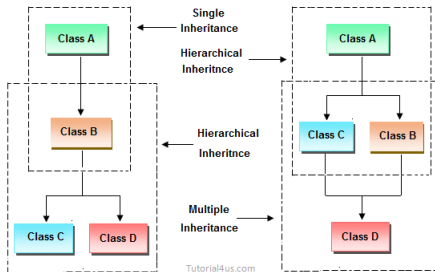 Single
Inheritance
Class A
Hierarchical
Inheritnce
Class A
Class B
Hierarchical
Inheritnce
Class C
Class B
Multiple
Inheritance
Class C
Class D
Class D
Tutorial4us.com